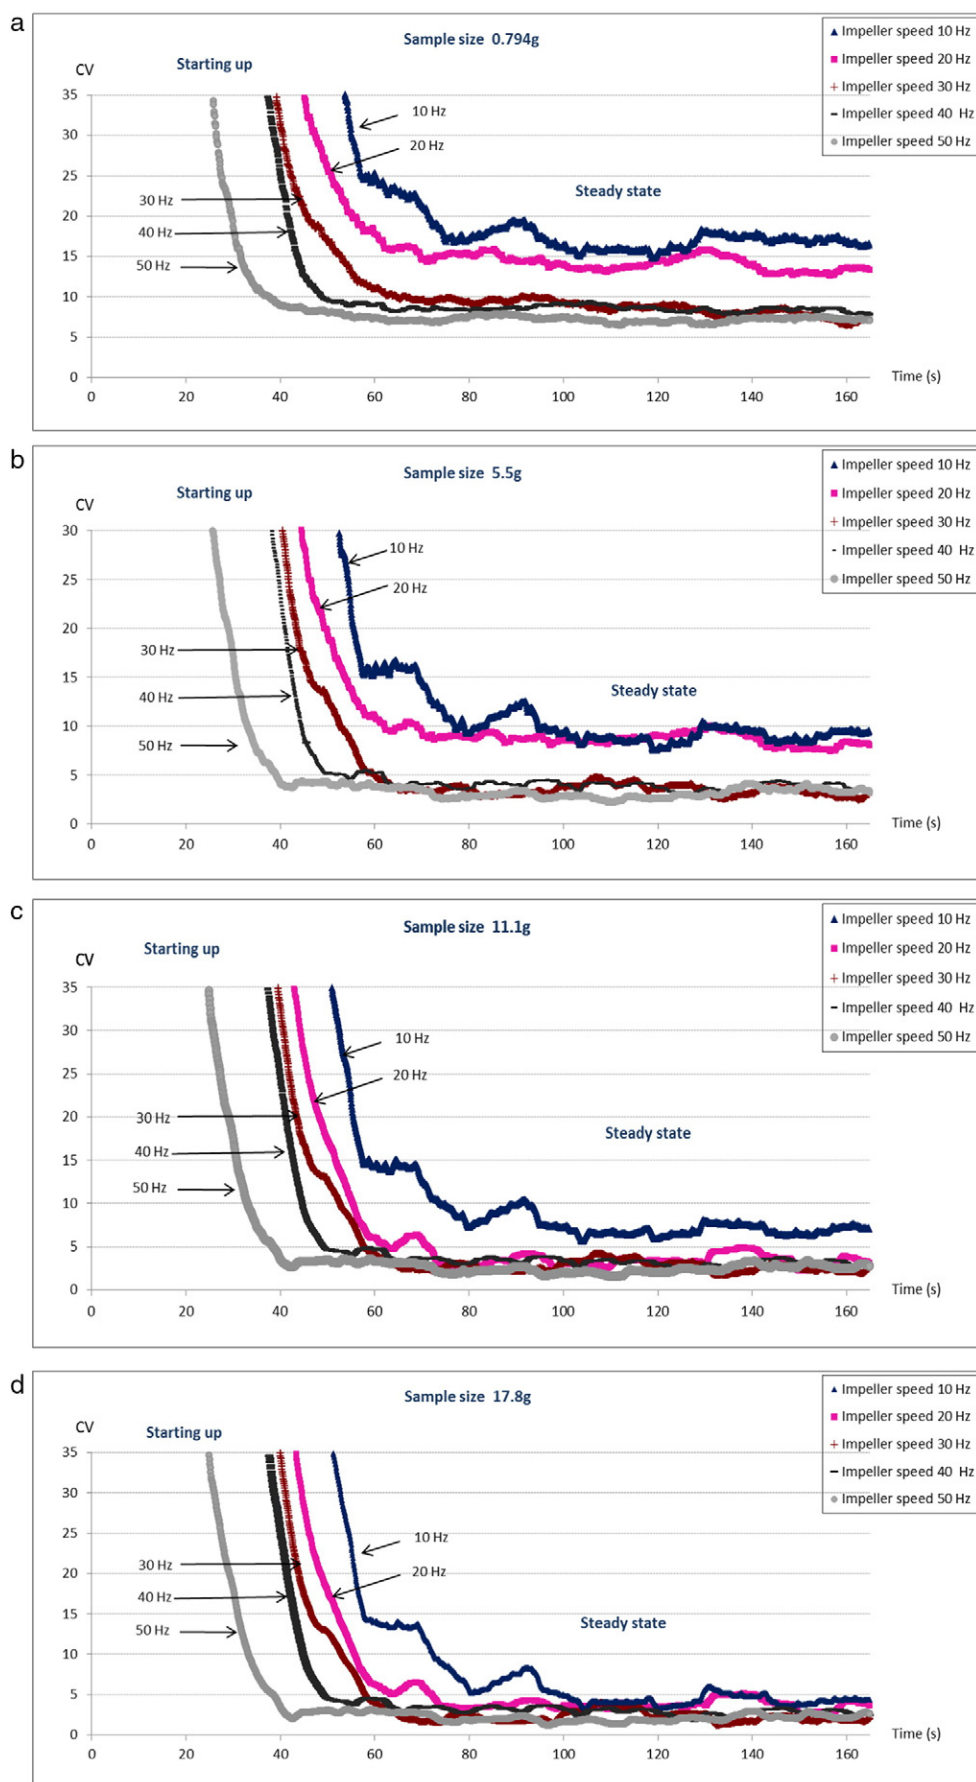 a
Sample size 0.794g
Starting up
CV
Impeller speed 10 Hz
Impeller speed 20 Hz
Impeller speed 30 Hz
Impeller speed 40 Hz
Impeller speed 50 Hz
35
30
25
20
15
10
5
0
10 Hz
20 Hz
30 Hz
40 Hz
50 Hz
Steady state
0 20 40 60 80 100 120 140 160
Time (s)
b
Sample size 5.5g
Starting up
CV
Impeller speed 10 Hz
Impeller speed 20 Hz
Impeller speed 30 Hz
Impeller speed 40 Hz
Impeller speed 50 Hz
30
25
20
15
10
5
0
10 Hz
20 Hz
30 Hz
40 Hz
50 Hz
Steady state
0 20 40 60 80 100 120 140 160
Time (s)
c
Sample size 11.1g
Starting up
CV
Impeller speed 10 Hz
Impeller speed 20 Hz
Impeller speed 30 Hz
Impeller speed 40 Hz
Impeller speed 50 Hz
35
30
25
20
15
10
5
0
10 Hz
20 Hz
30 Hz
40 Hz
50 Hz
Steady state
0 20 40 60 80 100 120 140 160
Time (s)
d
Sample size 17.8g
Starting up
CV
Impeller speed 10 Hz
Impeller speed 20 Hz
Impeller speed 30 Hz
Impeller speed 40 Hz
Impeller speed 50 Hz
35
30
25
20
15
10
5
0
10 Hz
20 Hz
30 Hz
40 Hz
50 Hz
Steady state
0 20 40 60 80 100 120 140 160
Time (s)